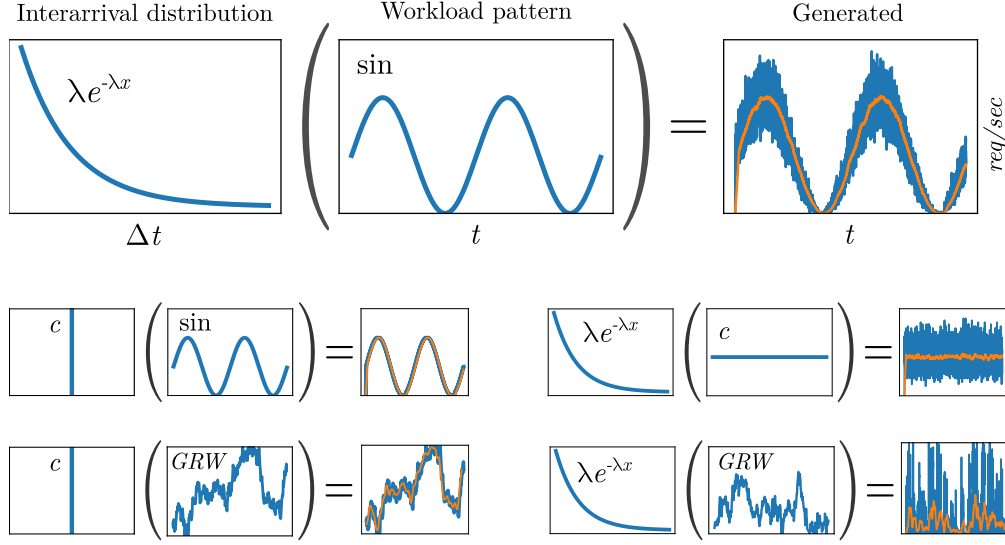 Interarrival distribution
Workload pattern
Generated
λe^-λx
( sin ) =
req/sec
Δt
t
t
c
( sin ) =
λe^-λx
( c ) =
c
( GRW ) =
λe^-λx
( GRW ) =